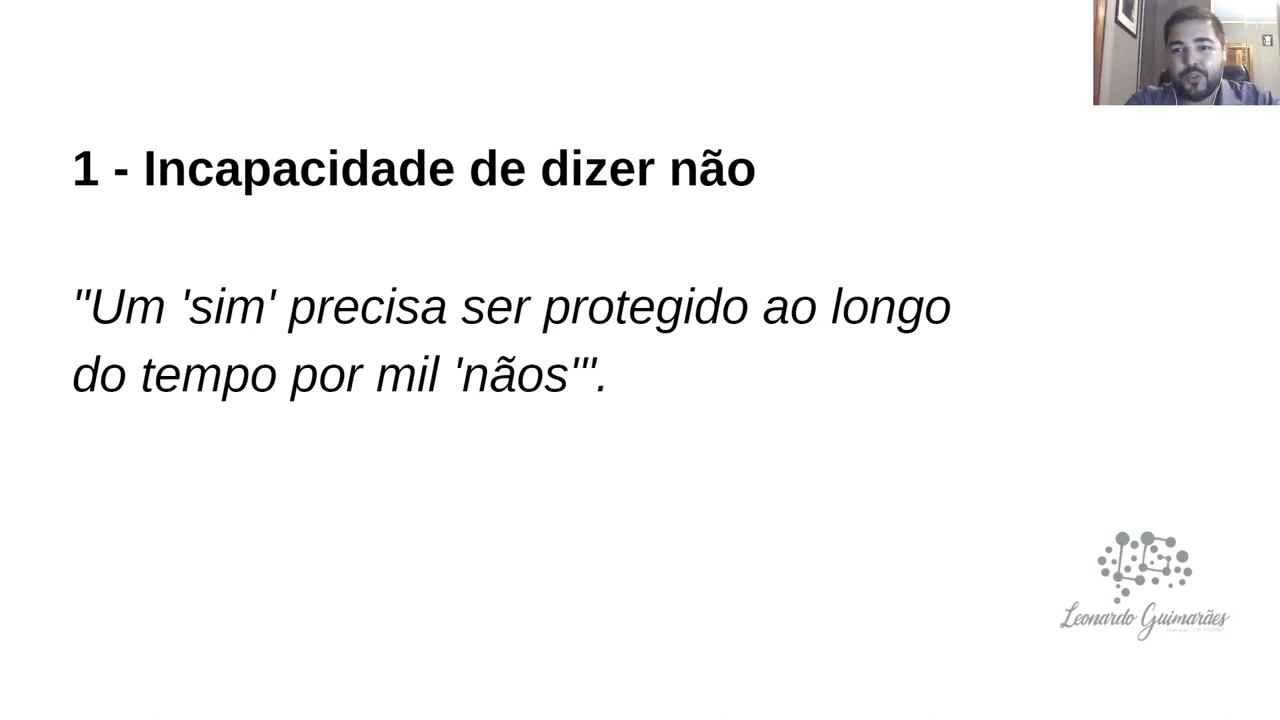 1 - Incapacidade de dizer não
"Um 'sim' precisa ser protegido ao longo
do tempo por mil 'nãos'".
Leonardo Guimarães